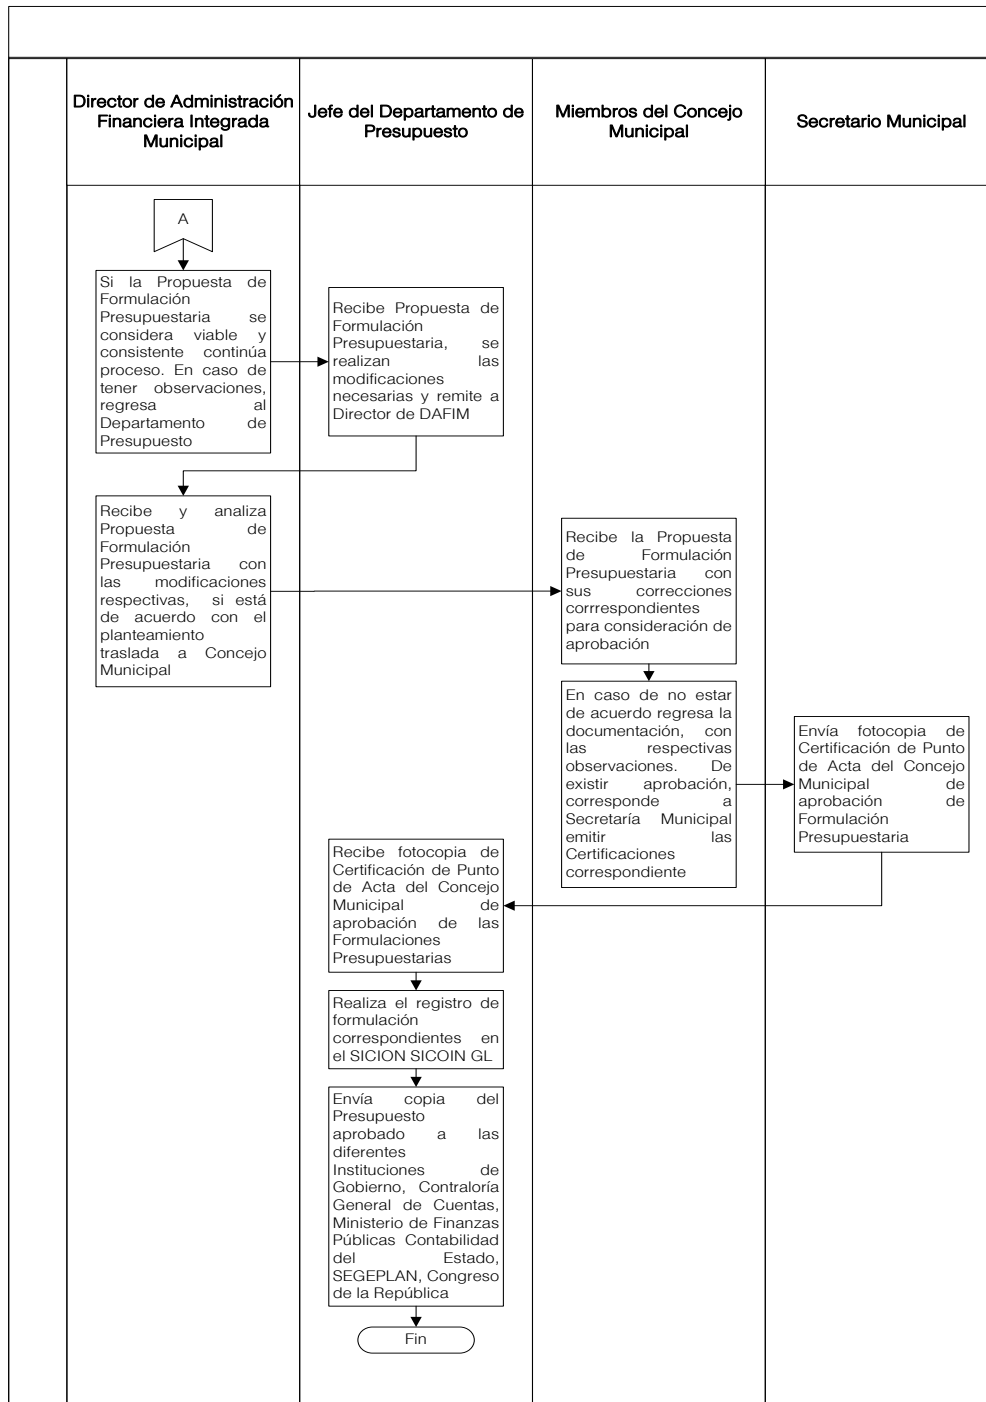 Director de Administración
Financiera Integrada
Municipal
Jefe del Departamento de
Presupuesto
Miembros del Concejo
Municipal
Secretario Municipal
A
Si la Propuesta de
Formulación
Presupuestaria se
considera viable y
consistente continúa
proceso. En caso de
tener observaciones,
regresa al
Departamento de
Presupuesto
Recibe Propuesta de
Formulación
Presupuestaria, se
realizan las
modificaciones
necesarias y remite a
Director de DAFIM
Recibe y analiza
Propuesta de
Formulación
Presupuestaria con
las modificaciones
respectivas, si está
de acuerdo con el
planteamiento
traslada a Concejo
Municipal
Recibe la Propuesta
de Formulación
Presupuestaria con
sus correcciones
corrrespondientes
para consideración de
aprobación
En caso de no estar
de acuerdo regresa la
documentación, con
las respectivas
observaciones. De
existir aprobación,
corresponde a
Secretaría Municipal
emitir las
Certificaciones
correspondiente
Envía fotocopia de
Certificación de Punto
de Acta del Concejo
Municipal de
aprobación de
Formulación
Presupuestaria
Recibe fotocopia de
Certificación de Punto
de Acta del Concejo
Municipal de
aprobación de las
Formulaciones
Presupuestarias
Realiza el registro de
formulación
correspondientes en
el SICION SICOIN GL
Envía copia del
Presupuesto
aprobado a las
diferentes
Instituciones de
Gobierno, Contraloría
General de Cuentas,
Ministerio de Finanzas
Públicas Contabilidad
del Estado,
SEGEPLAN, Congreso
de la República
Fin